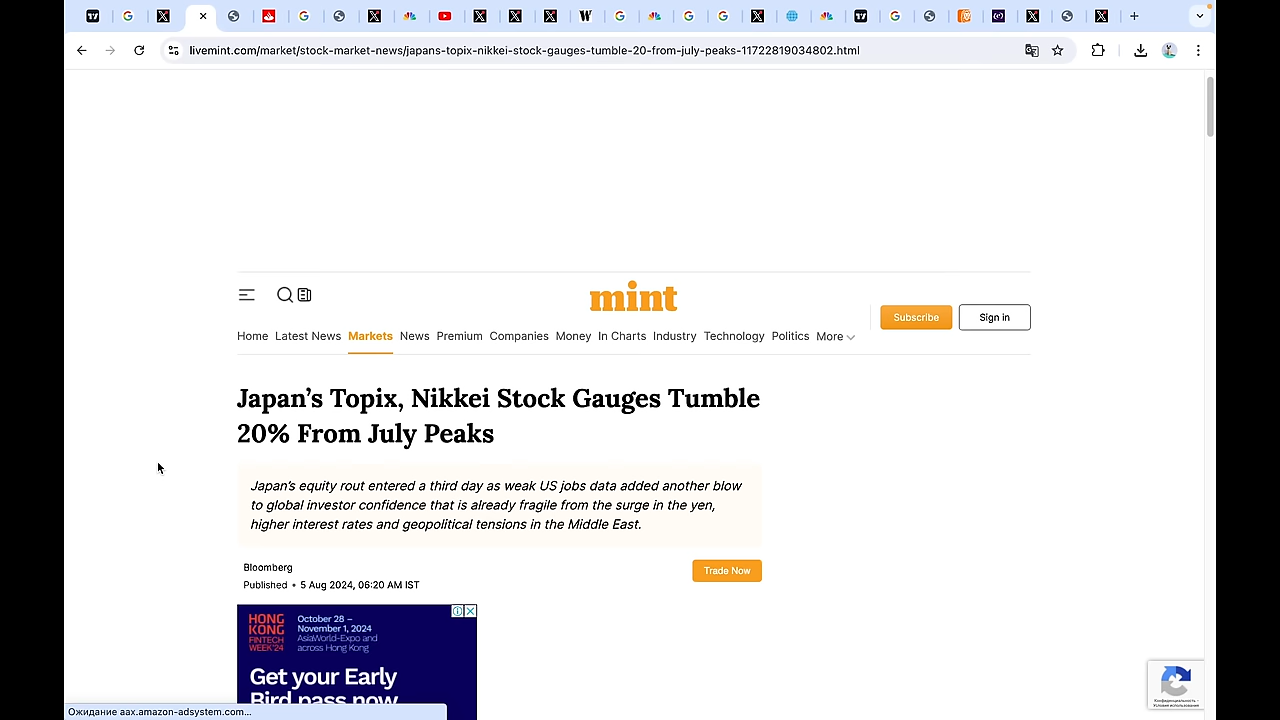 livemint.com/market/stock-market-news/japans-topix-nikkei-stock-gauges-tumble-20-from-july-peaks-11722819034802.html
mint
Subscribe
Sign in
Home Latest News Markets News Premium Companies Money In Charts Industry Technology Politics More
Japan's Topix, Nikkei Stock Gauges Tumble
20% From July Peaks
Japan's equity rout entered a third day as weak US jobs data added another blow
to global investor confidence that is already fragile from the surge in the yen,
higher interest rates and geopolitical tensions in the Middle East.
Bloomberg
Published • 5 Aug 2024, 06:20 AM IST
Trade Now
HONG
KONG
FINTECH
WEEK'24
October 28 –
November 1, 2024
AsiaWorld-Expo and
across Hong Kong
Get your Early
Bird pass now
Конфиденциальность -
Условия использования
Ожидание aax.amazon-adsystem.com...